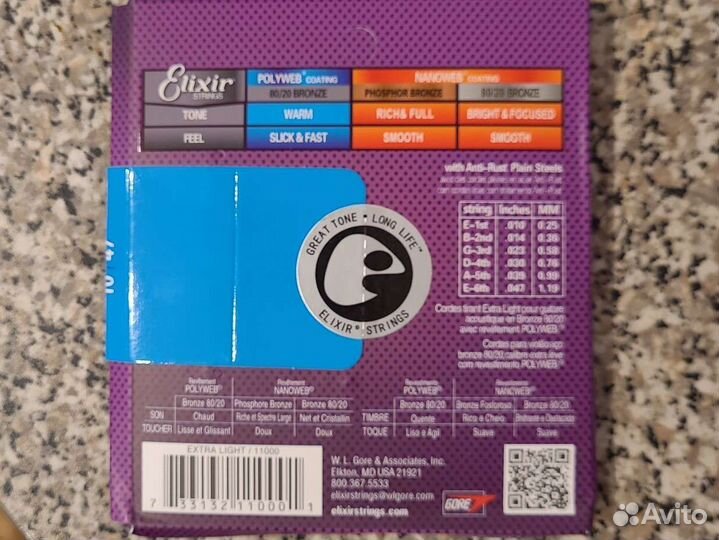 Elixir STRINGS
POLYWEB® COATING
NANOWEB® COATING
80/20 BRONZE
PHOSPHOR BRONZE
80/20 BRONZE
TONE WARM RICH & FULL BRIGHT & FOCUSED
FEEL SLICK & FAST SMOOTH SMOOTH
with Anti-Rust Plain Steels
string Inches MM
E-1st .010 0.25
B-2nd .014 0.36
G-3rd .023 0.58
D-4th .030 0.76
A-5th .039 0.99
E-6th .047 1.19
GREAT TONE • LONG LIFE™
ELIXIR® STRINGS
Cordes tirant Extra Light pour guitare
acoustique en Bronze 80/20
avec revêtement POLYWEB®
Cordas para violão/aço
bronze 80/20, calibre extra leve
com revestimento POLYWEB®
Revêtement POLYWEB® Revêtement NANOWEB®
Bronze 80/20 Phosphore Bronze Bronze 80/20
SON Chaud Riche et Spectre Large Net et Cristallin
TOUCHER Lisse et Glissant Doux Doux
Revestimento POLYWEB® Revestimento NANOWEB®
Bronze 80/20 Bronze Fosforoso Bronze 80/20
TIMBRE Quente Rico e Cheio Brilhante e Destacado
TOQUE Liso e Ágil Suave Suave
EXTRA LIGHT / 11000
7 33132 11000 1
W. L. Gore & Associates, Inc.
Elkton, MD USA 21921
800.367.5533
elixirstrings@wlgore.com
elixirstrings.com
GORE
Avito